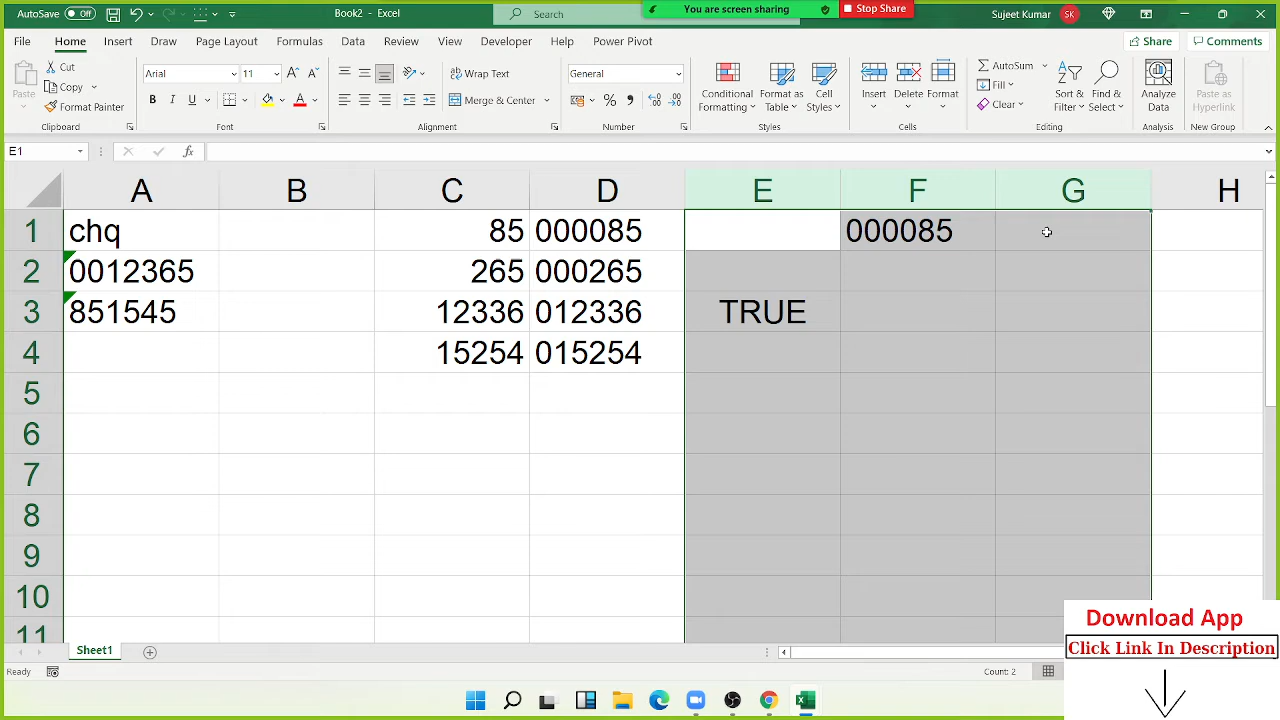 AutoSave Off Book2 - Excel Search You are screen sharing Stop Share Sujeet Kumar SK
File Home Insert Draw Page Layout Formulas Data Review View Developer Help Power Pivot Share Comments
Paste Cut Copy Format Painter Clipboard
Arial 11 B I U A Font
Wrap Text Merge & Center Alignment
General % Number
Conditional Formatting Format as Table Cell Styles Styles
Insert Delete Format Cells
AutoSum Fill Clear Sort & Filter Find & Select Editing
Analyze Data Analysis
Paste as Hyperlink New Group
E1 fx
A B C D E F G H
1 chq 85 000085 000085
2 0012365 265 000265
3 851545 12336 012336 TRUE
4 15254 015254
5
6
7
8
9
10
11
Sheet1
Download App
Click Link In Description
Ready Count: 2